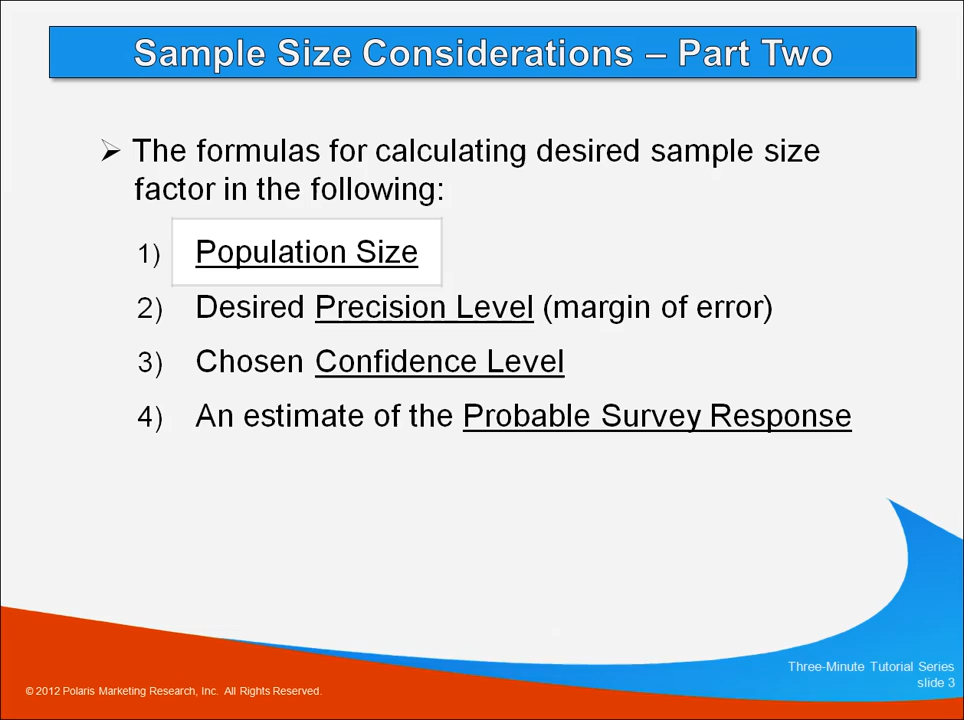 Sample Size Considerations – Part Two
➢ The formulas for calculating desired sample size
factor in the following:
1) Population Size
2) Desired Precision Level (margin of error)
3) Chosen Confidence Level
4) An estimate of the Probable Survey Response
Three-Minute Tutorial Series
slide 3
© 2012 Polaris Marketing Research, Inc.  All Rights Reserved.